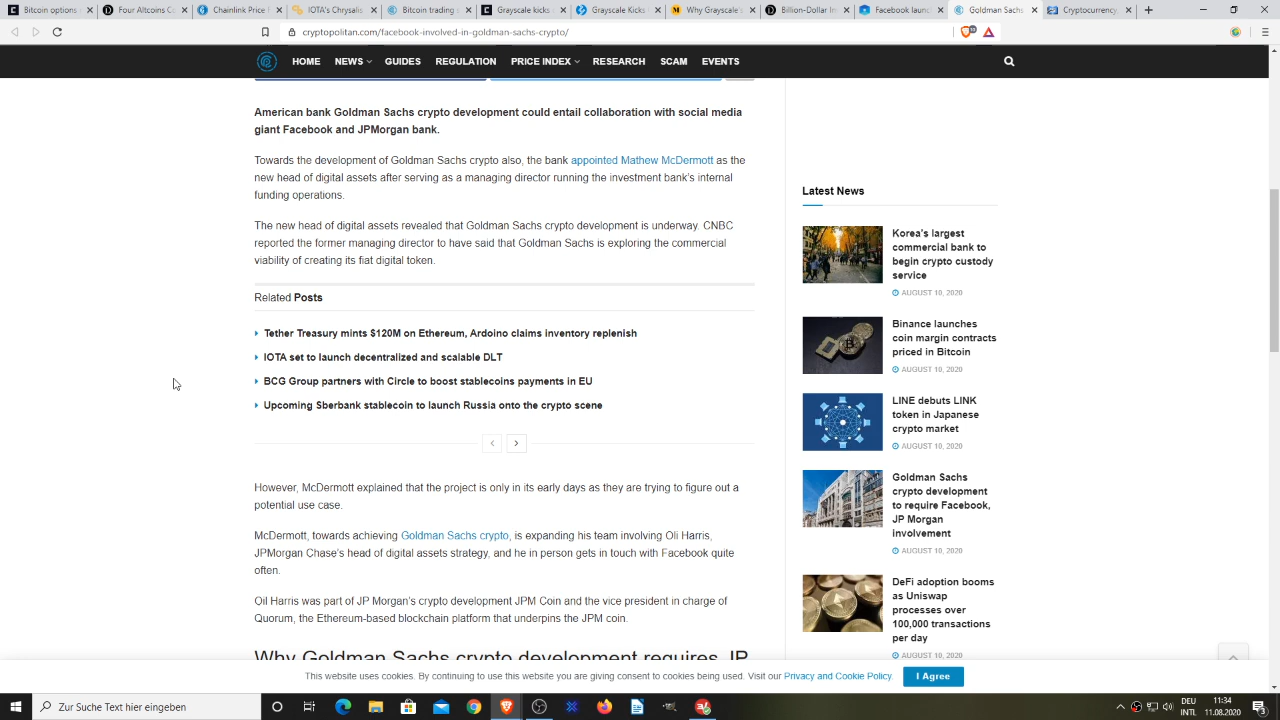 Bitcoin options
Four Altcoins C
Chainlink Price
IOTA's Chrysalis
Bitcoin trading
Grayscale kicks
Grayscale Kicks
Why Grayscale
Billion-Dollar In
Facebook laund
Goldman Sachs
Cryptocurrency
cryptopolitan.com/facebook-involved-in-goldman-sachs-crypto/
HOME NEWS GUIDES REGULATION PRICE INDEX RESEARCH SCAM EVENTS
American bank Goldman Sachs crypto development could entail collaboration with social media
giant Facebook and JPMorgan bank.
Towards the development of Goldman Sachs crypto also, the bank appointed Mathew McDermott as the
new head of digital assets after serving as a managing director running the investment bank's internal
funding operations.
The new head of digital assets revealed that Goldman Sachs crypto development is underway. CNBC
reported the former managing director to have said that Goldman Sachs is exploring the commercial
viability of creating its fiat digital token.
Related Posts
Tether Treasury mints $120M on Ethereum, Ardoino claims inventory replenish
IOTA set to launch decentralized and scalable DLT
BCG Group partners with Circle to boost stablecoins payments in EU
Upcoming Sberbank stablecoin to launch Russia onto the crypto scene
However, McDermott explained that the project is only in its early days as they are trying to figure out a
potential use case.
McDermott, towards achieving Goldman Sachs crypto, is expanding his team involving Oli Harris,
JPMorgan Chase's head of digital assets strategy, and he in person gets in touch with Facebook quite
often.
Oil Harris was part of JP Morgan's crypto development JPM Coin and the vice president in charge of
Quorum, the Ethereum-based blockchain platform that underpins the JPM coin.
Why Goldman Sachs crypto development requires JP
Latest News
Korea's largest
commercial bank to
begin crypto custody
service
AUGUST 10, 2020
Binance launches
coin margin contracts
priced in Bitcoin
AUGUST 10, 2020
LINE debuts LINK
token in Japanese
crypto market
AUGUST 10, 2020
Goldman Sachs
crypto development
to require Facebook,
JP Morgan
involvement
AUGUST 10, 2020
DeFi adoption booms
as Uniswap
processes over
100,000 transactions
per day
AUGUST 10, 2020
This website uses cookies. By continuing to use this website you are giving consent to cookies being used. Visit our Privacy and Cookie Policy. I Agree
Zur Suche Text hier eingeben
DEU 11:34
INTL 11.08.2020